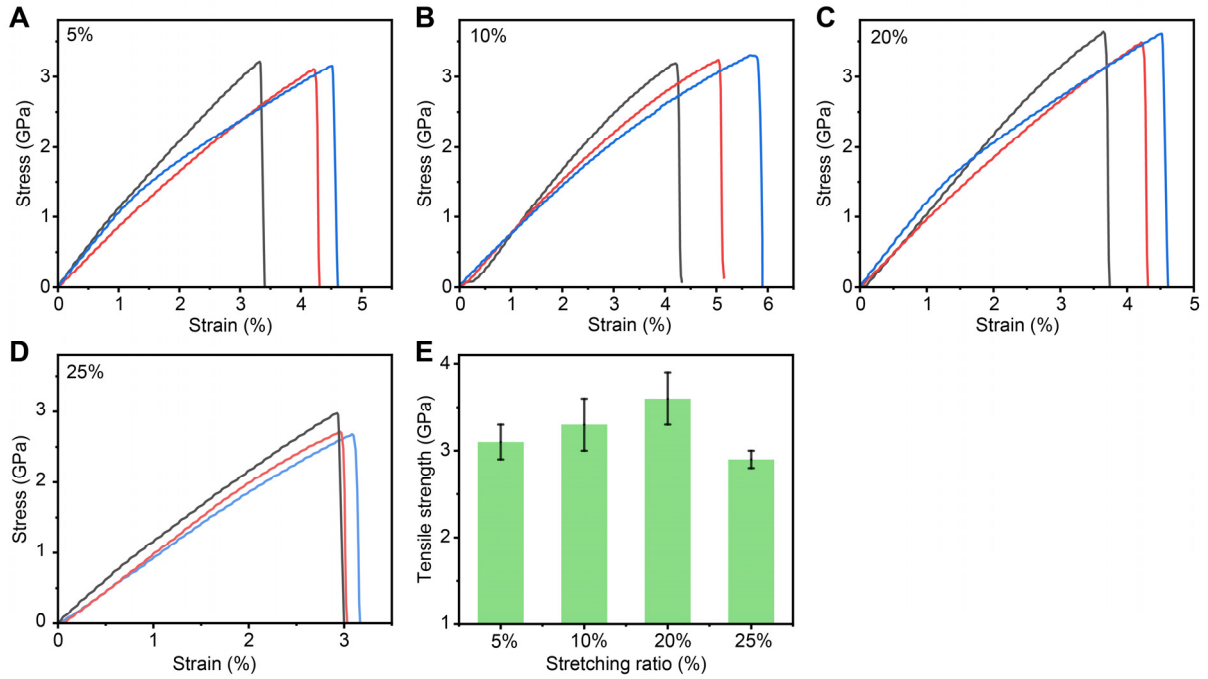 A
5%
Stress (GPa)
3
2
1
0
0 1 2 3 4 5
Strain (%)
B
10%
Stress (GPa)
3
2
1
0
0 1 2 3 4 5 6
Strain (%)
C
20%
Stress (GPa)
3
2
1
0
0 1 2 3 4 5
Strain (%)
D
25%
Stress (GPa)
3
2
1
0
0 1 2 3
Strain (%)
E
Tensile strength (GPa)
4
3
2
1
5% 10% 20% 25%
Stretching ratio (%)